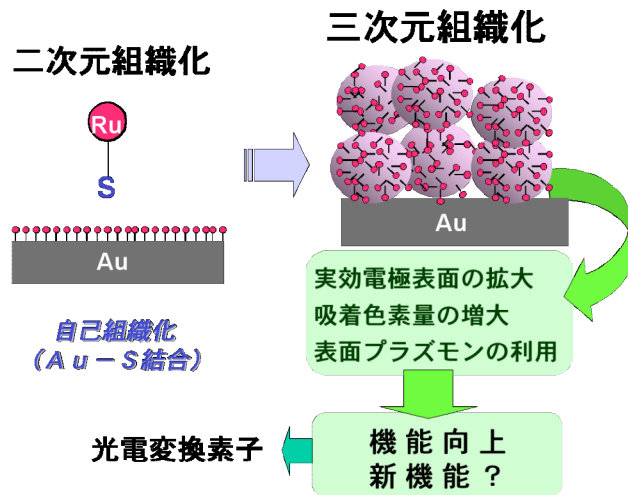 二次元組織化
Ru
S
Au
自己組織化
(Au－S結合)
三次元組織化
Au
実効電極表面の拡大
吸着色素量の増大
表面プラズモンの利用
機能向上
新機能？
光電変換素子